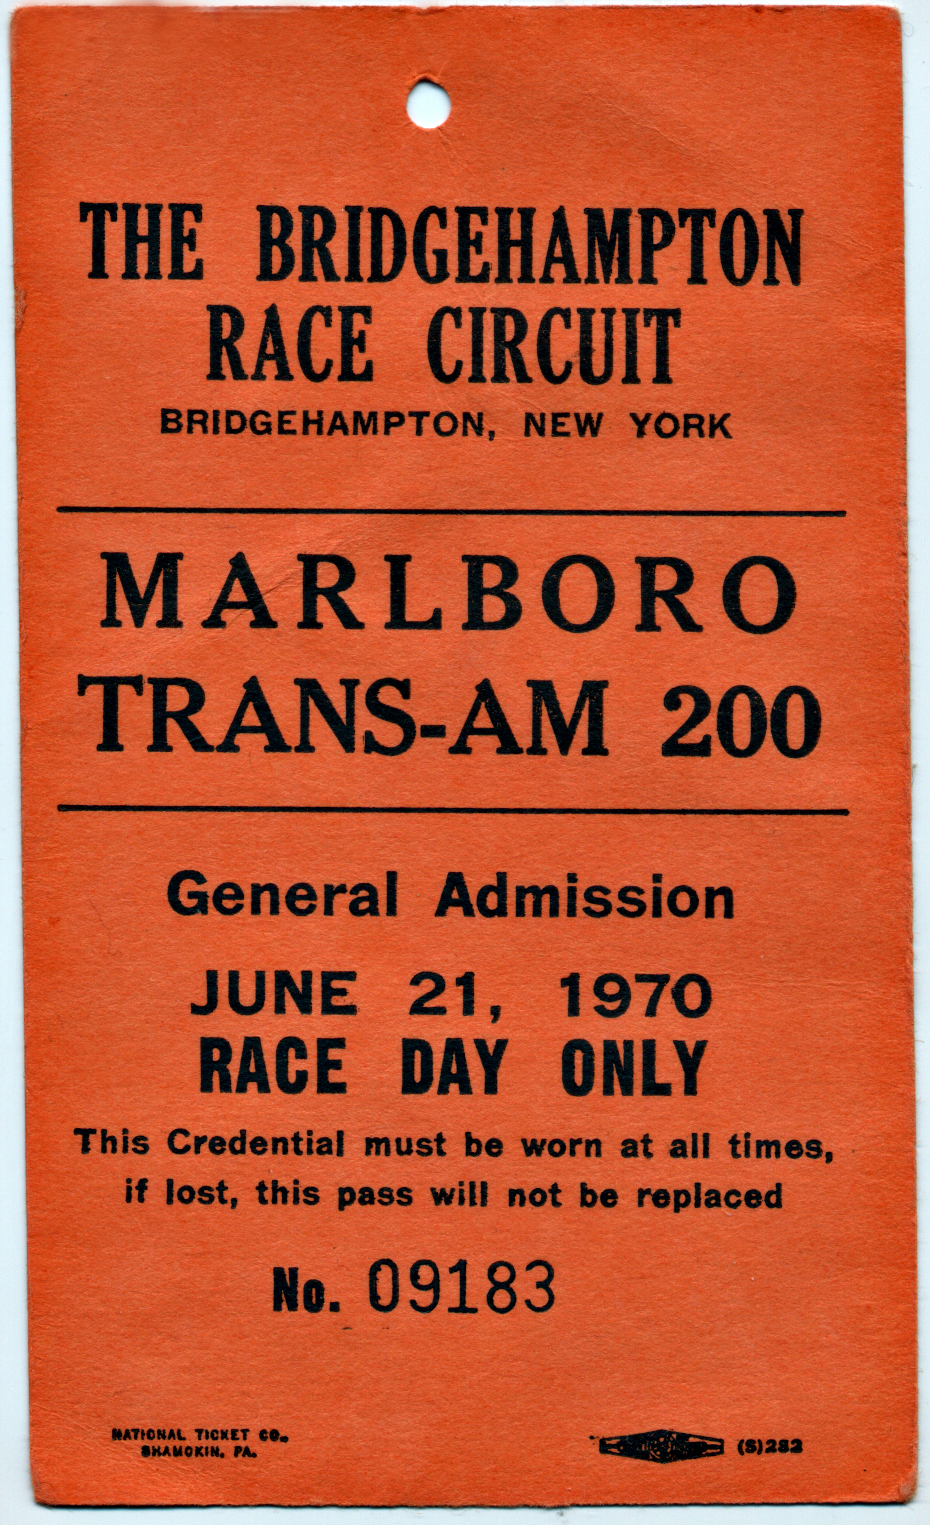 THE BRIDGEHAMPTON
RACE CIRCUIT
BRIDGEHAMPTON, NEW YORK
MARLBORO
TRANS-AM 200
General Admission
JUNE 21, 1970
RACE DAY ONLY
This Credential must be worn at all times,
if lost, this pass will not be replaced
No. 09183
NATIONAL TICKET CO.,
SHAMOKIN, PA.
(S)282